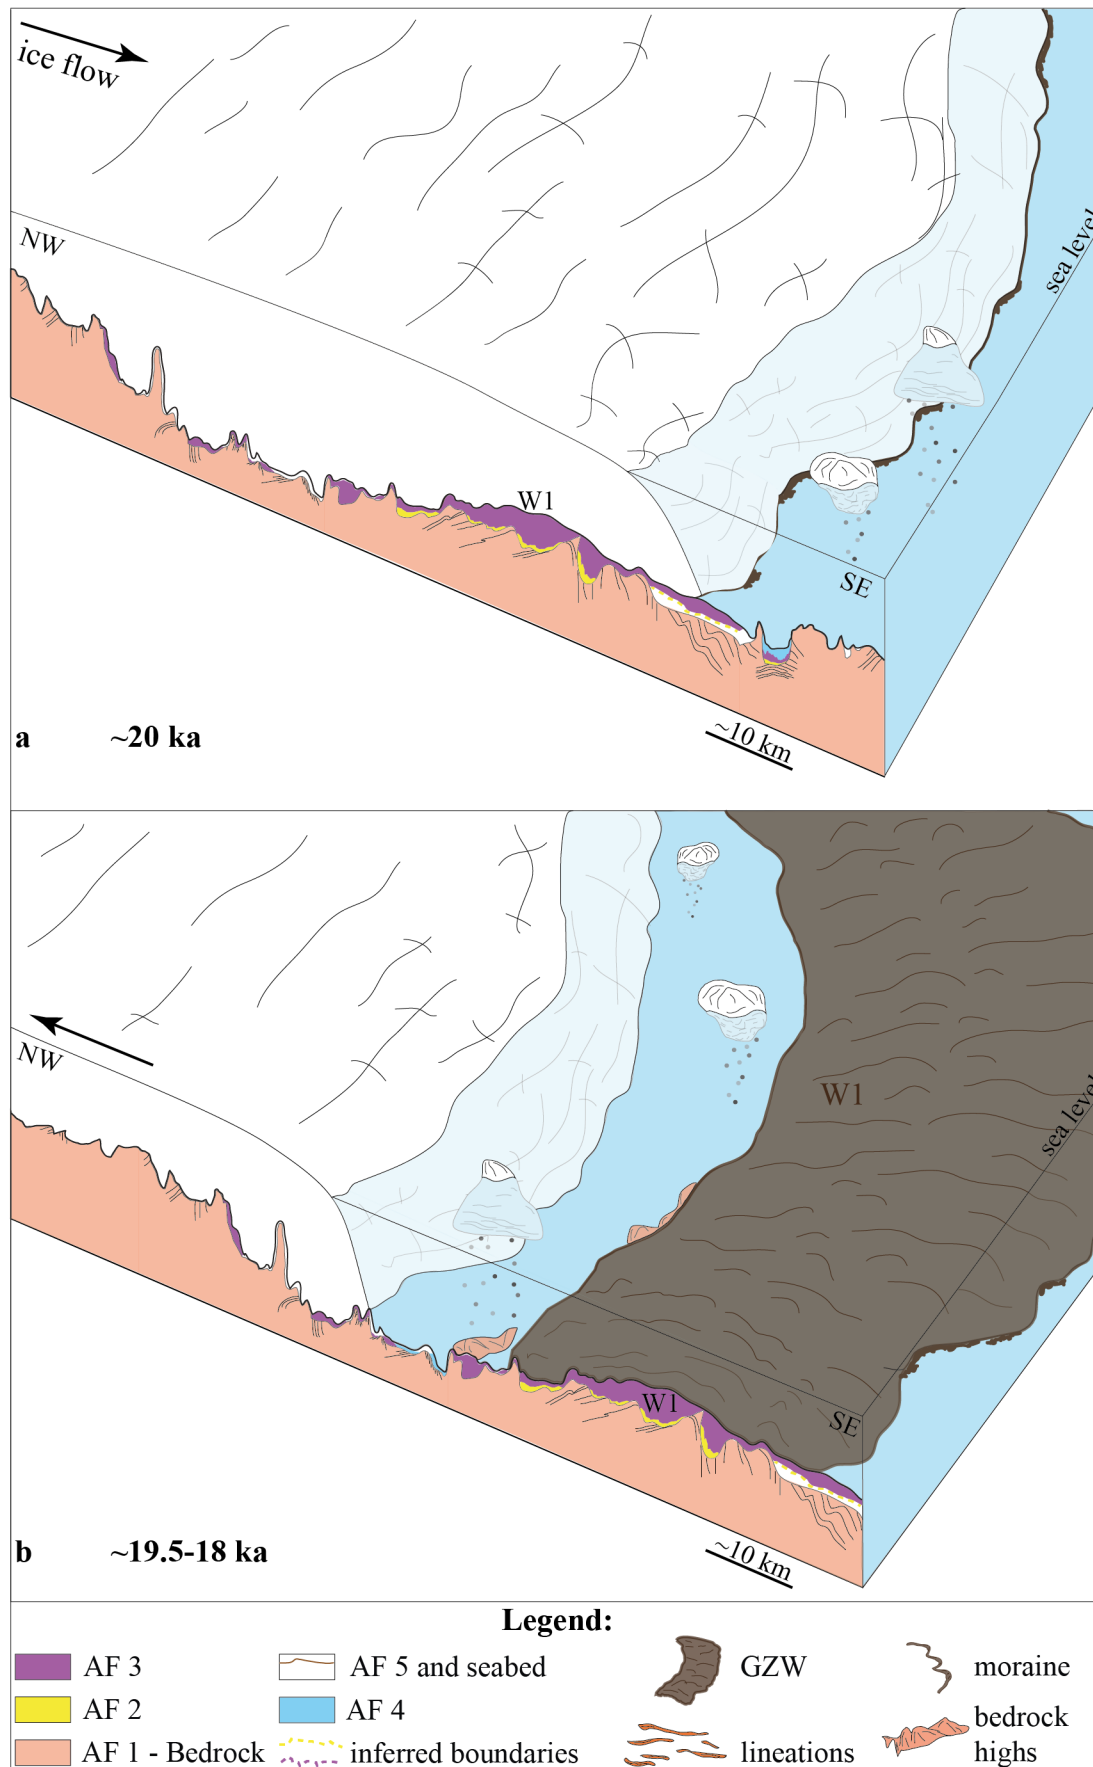 ice flow
NW
sea level
W1
SE
a ~20 ka
~10 km
NW
W1
sea level
W1
SE
b ~19.5-18 ka
~10 km
Legend:
AF 3
AF 5 and seabed
GZW
moraine
AF 2
AF 4
AF 1 - Bedrock
inferred boundaries
lineations
bedrock
highs